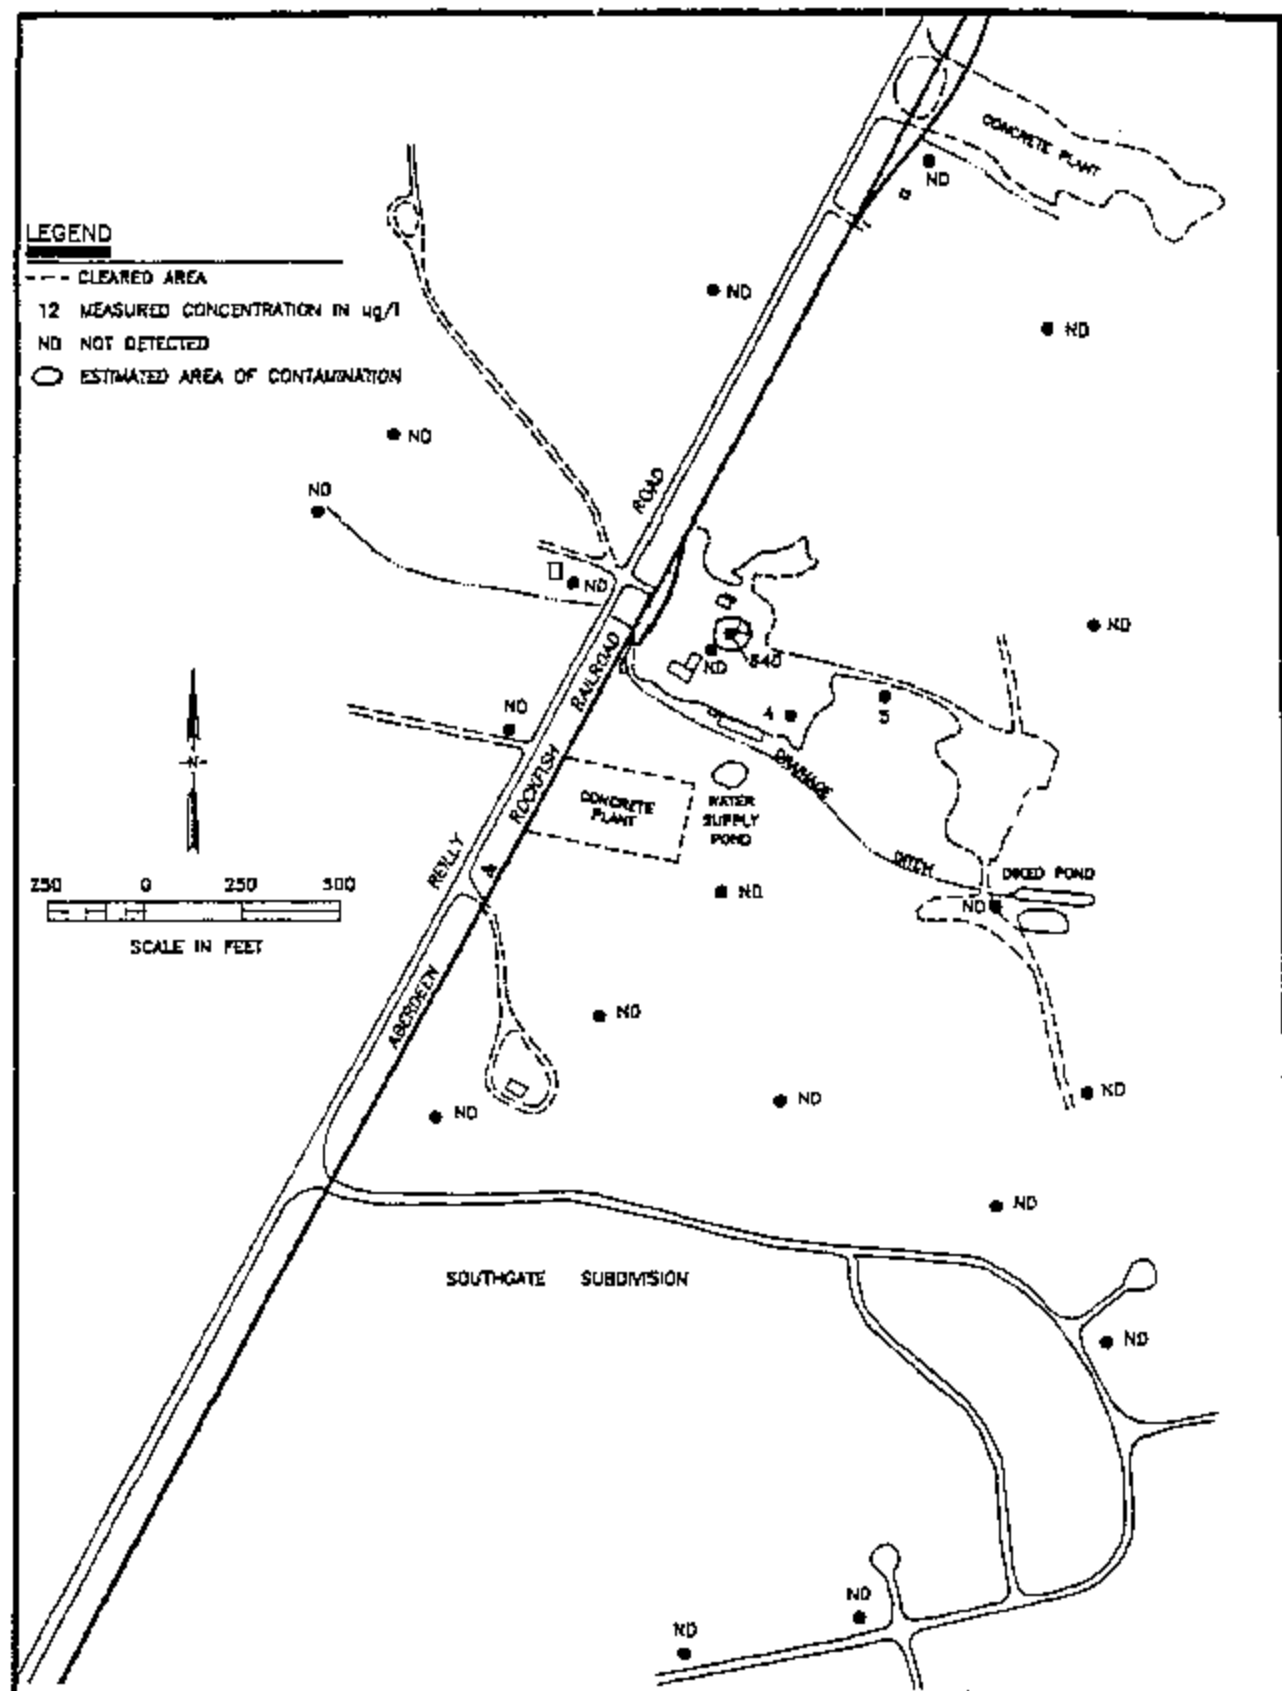 CONCRETE PLANT
ND
LEGEND
CLEARED AREA
12 MEASURED CONCENTRATION IN ug/l
ND NOT DETECTED
ESTIMATED AREA OF CONTAMINATION
ND
ND
ND
ND
ROAD
ND
ND
ND
840
RAILROAD
ND
4
5
N
ROCKFISH
DRAINAGE
CONCRETE
PLANT
WATER
SUPPLY
POND
REILLY
&
DITCH
DIKED POND
250 0 250 500
SCALE IN FEET
ND
ND
ABERDEEN
ND
ND
ND
ND
ND
SOUTHGATE SUBDIVISION
ND
ND
ND